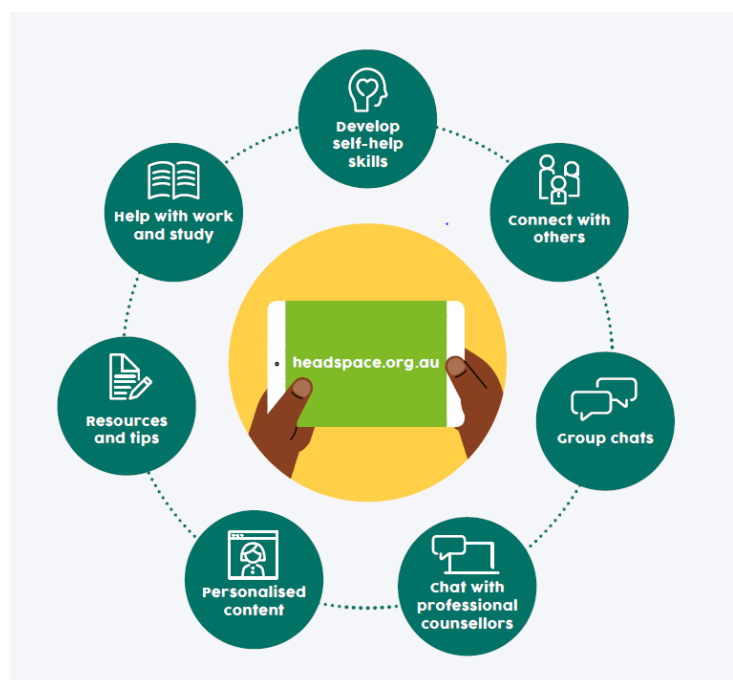 Develop
self-help
skills
Connect with
others
Group chats
Chat with
professional
counsellors
Personalised
content
Resources
and tips
Help with work
and study
headspace.org.au